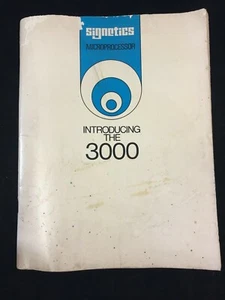 signetics
MICROPROCESSOR
INTRODUCING
THE
3000